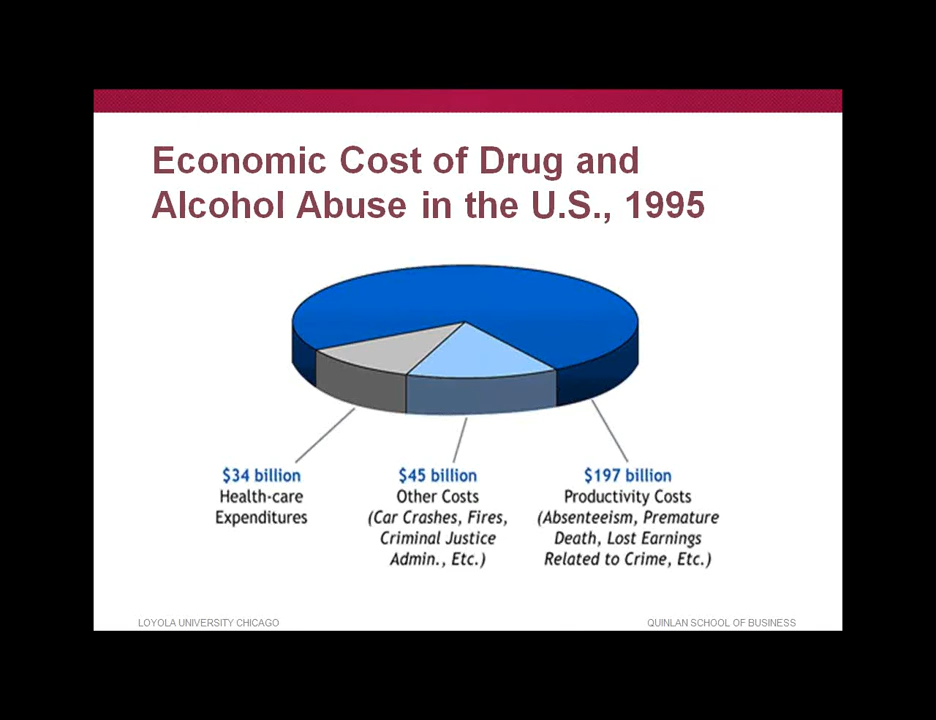 Economic Cost of Drug and
Alcohol Abuse in the U.S., 1995
$34 billion
Health-care
Expenditures
$45 billion
Other Costs
(Car Crashes, Fires,
Criminal Justice
Admin., Etc.)
$197 billion
Productivity Costs
(Absenteeism, Premature
Death, Lost Earnings
Related to Crime, Etc.)
LOYOLA UNIVERSITY CHICAGO
QUINLAN SCHOOL OF BUSINESS